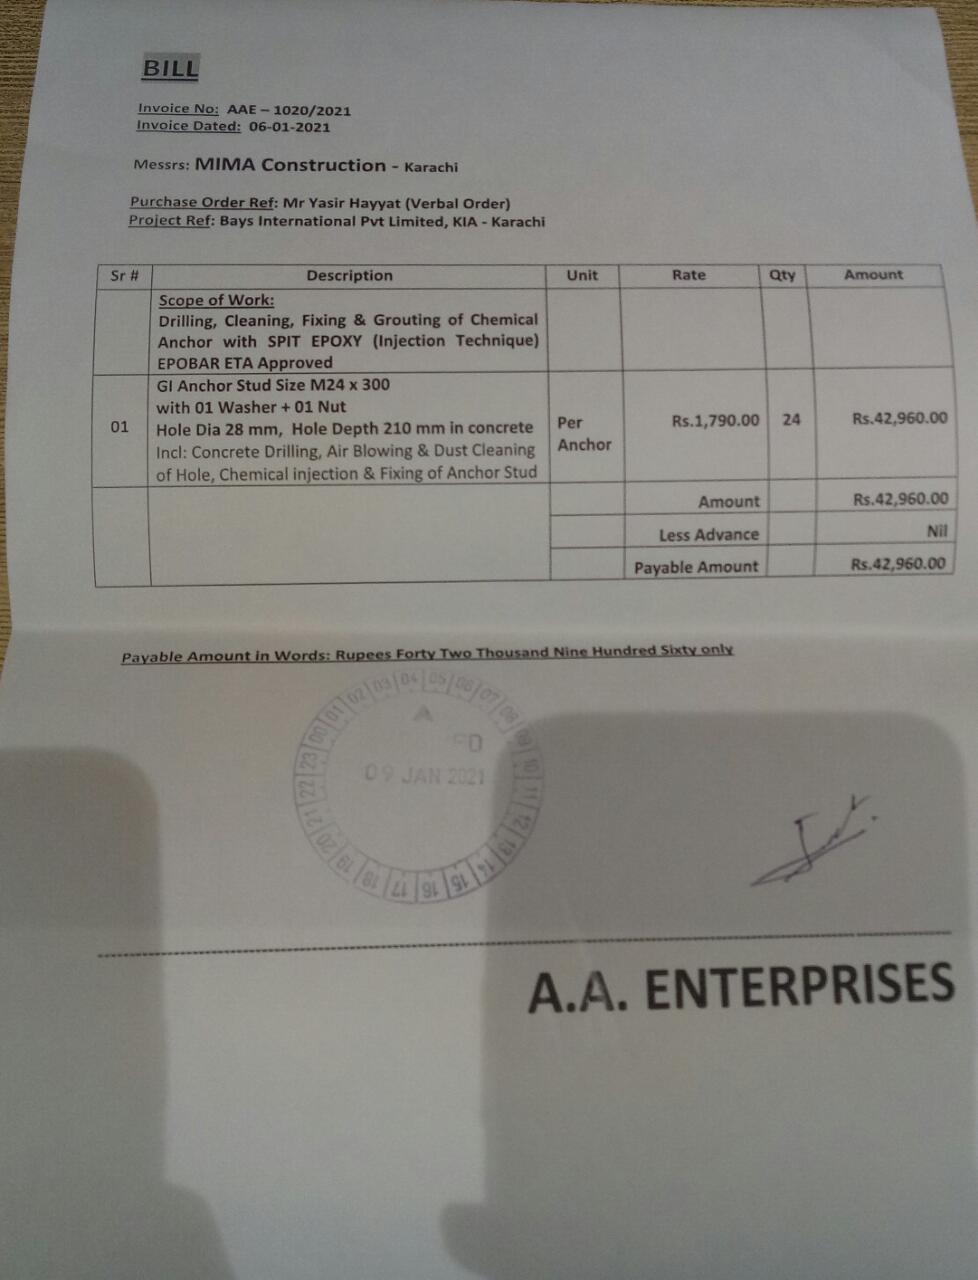 BILL
Invoice No: AAE – 1020/2021
Invoice Dated: 06-01-2021
Messrs: MIMA Construction - Karachi
Purchase Order Ref: Mr Yasir Hayyat (Verbal Order)
Project Ref: Bays International Pvt Limited, KIA - Karachi
Sr # Description Unit Rate Qty Amount
Scope of Work:
Drilling, Cleaning, Fixing & Grouting of Chemical
Anchor with SPIT EPOXY (Injection Technique)
EPOBAR ETA Approved
01
GI Anchor Stud Size M24 x 300
with 01 Washer + 01 Nut
Hole Dia 28 mm, Hole Depth 210 mm in concrete
Incl: Concrete Drilling, Air Blowing & Dust Cleaning
of Hole, Chemical injection & Fixing of Anchor Stud
Per
Anchor
Rs.1,790.00 24 Rs.42,960.00
Amount Rs.42,960.00
Less Advance Nil
Payable Amount Rs.42,960.00
Payable Amount in Words: Rupees Forty Two Thousand Nine Hundred Sixty only
00 01 02 03 04 05 06 07 08 09 10 11 12 13 14 15 16 17 18 19 20 21 22 23
A
09 JAN 2021
A.A. ENTERPRISES